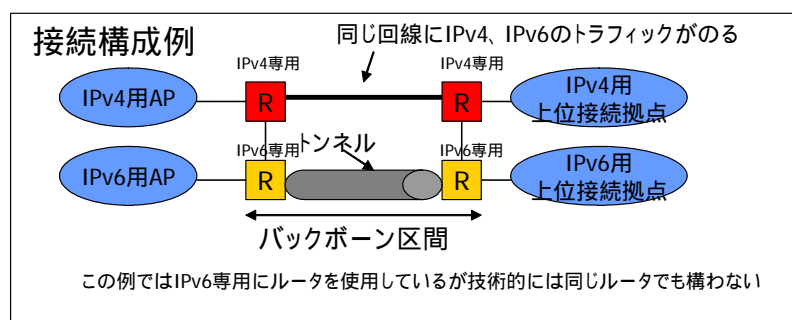 接続構成例
同じ回線にIPv4、IPv6のトラフィックがのる
IPv4専用
IPv4専用
IPv4用AP
R
R
IPv4用
上位接続拠点
IPv6専用
トンネル
IPv6専用
IPv6用AP
R
R
IPv6用
上位接続拠点
バックボーン区間
この例ではIPv6専用にルータを使用しているが技術的には同じルータでも構わない